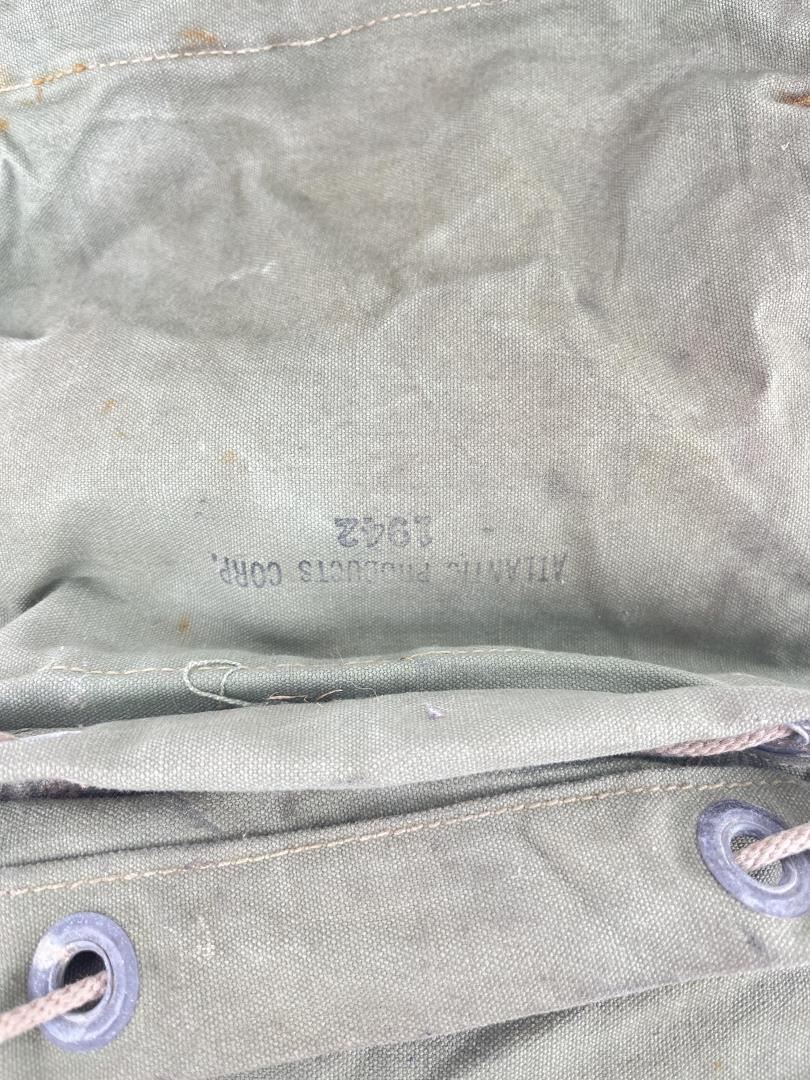 ATLANTIC PRODUCTS CORP.
1942